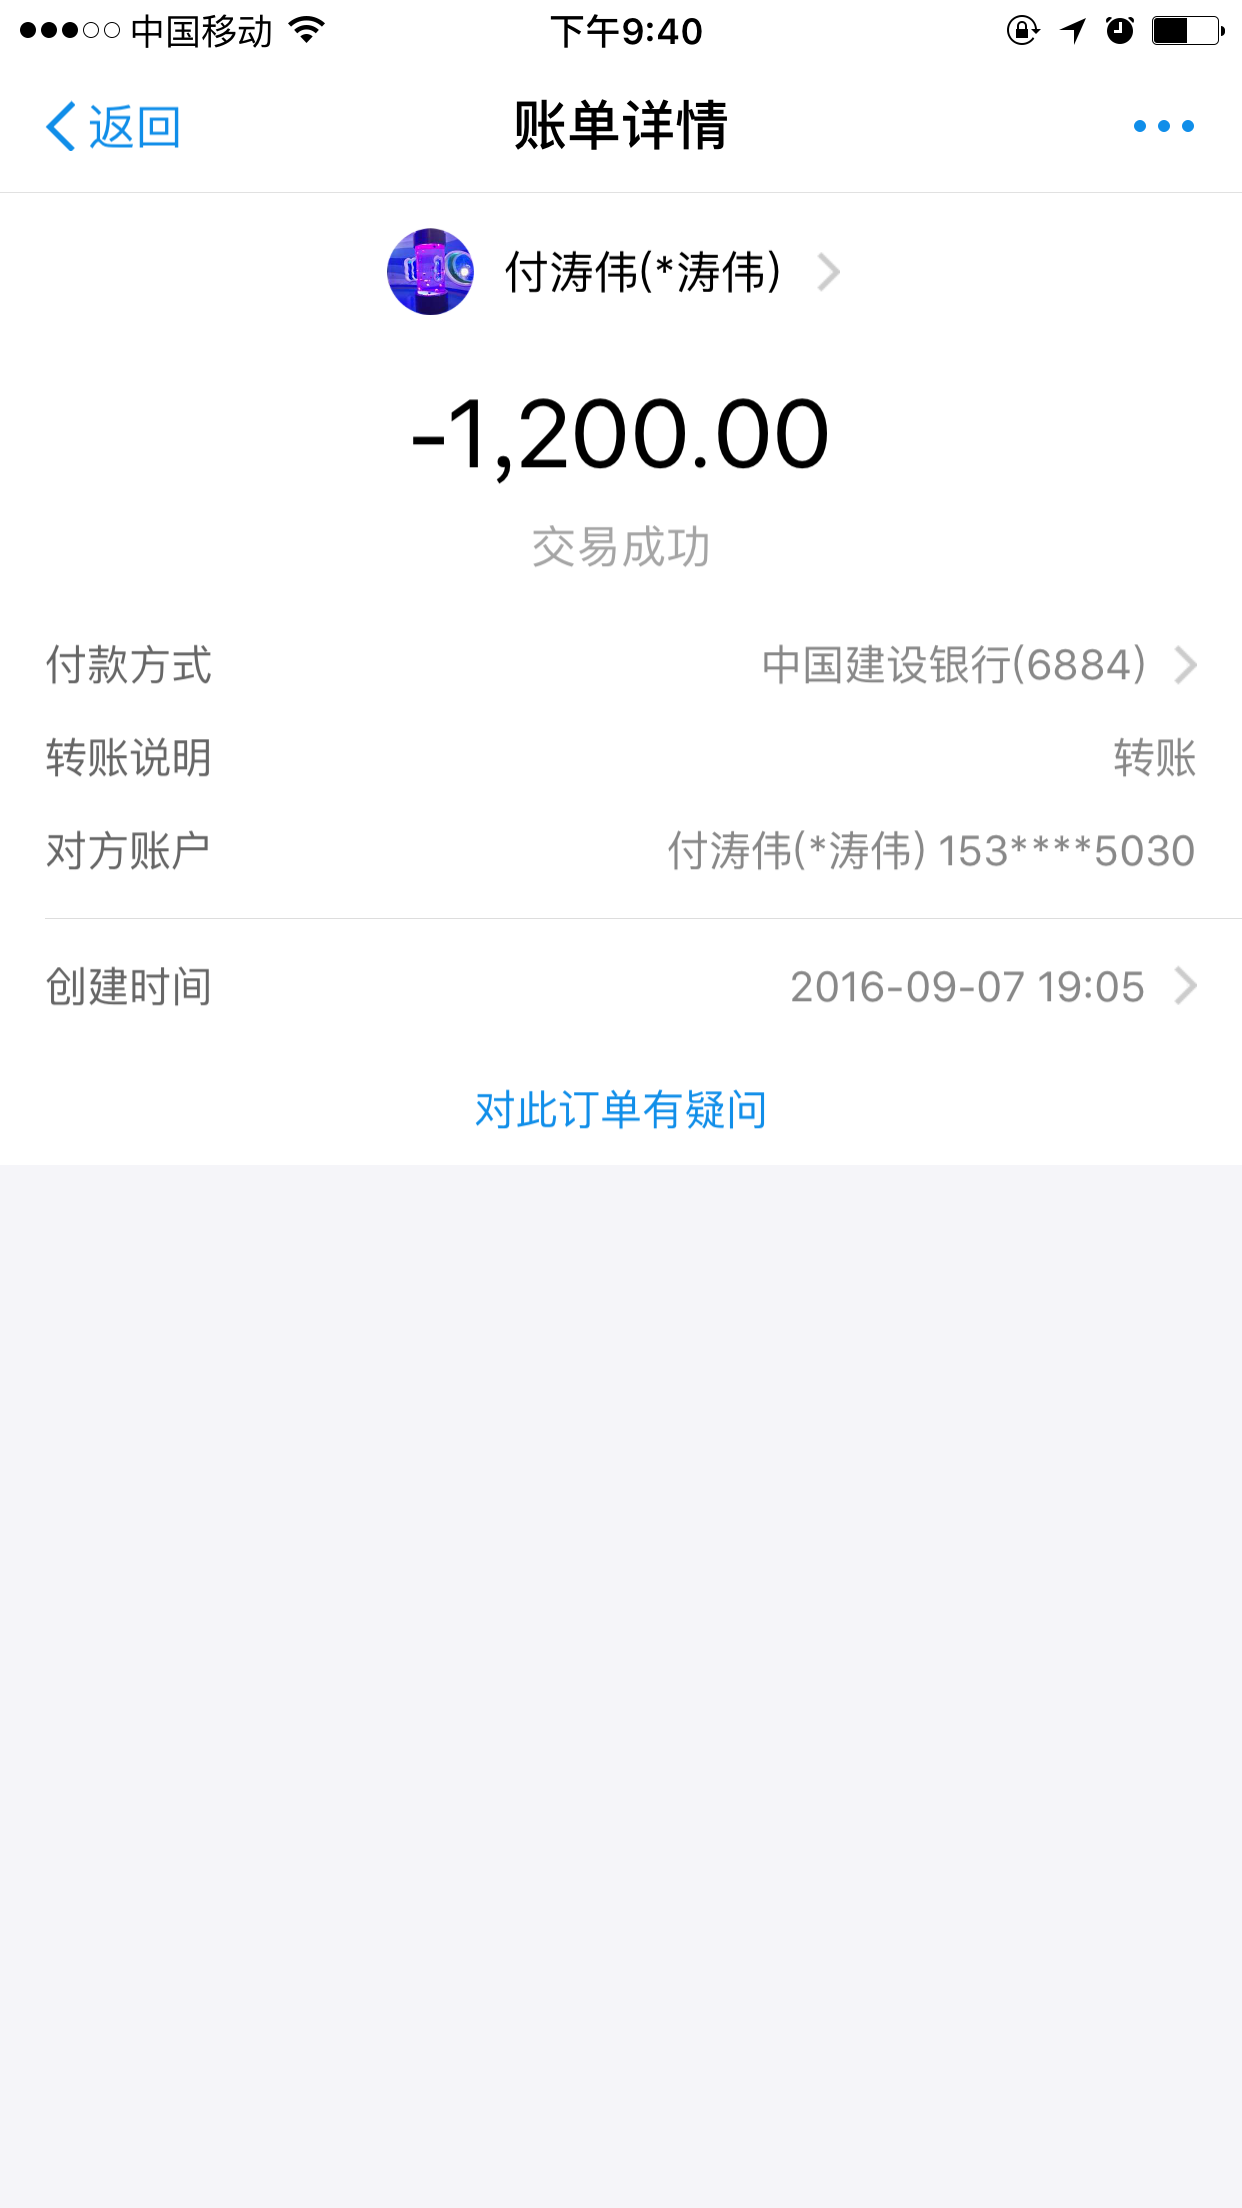 中国移动 下午9:40
返回 账单详情
付涛伟(*涛伟)
-1,200.00
交易成功
付款方式 中国建设银行(6884)
转账说明 转账
对方账户 付涛伟(*涛伟) 153****5030
创建时间 2016-09-07 19:05
对此订单有疑问